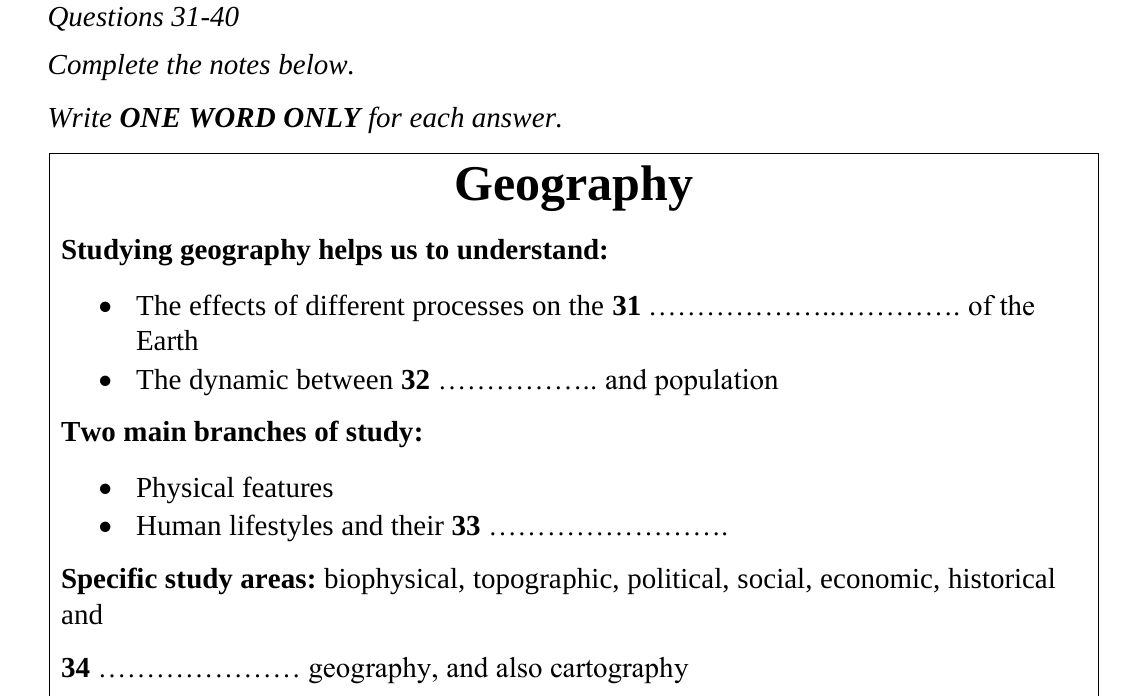 Questions 31-40
Complete the notes below.
Write ONE WORD ONLY for each answer.
Geography
Studying geography helps us to understand:
• The effects of different processes on the 31 ………………..…………. of the
Earth
• The dynamic between 32 …………….. and population
Two main branches of study:
• Physical features
• Human lifestyles and their 33 …………………….
Specific study areas: biophysical, topographic, political, social, economic, historical
and
34 ………………… geography, and also cartography